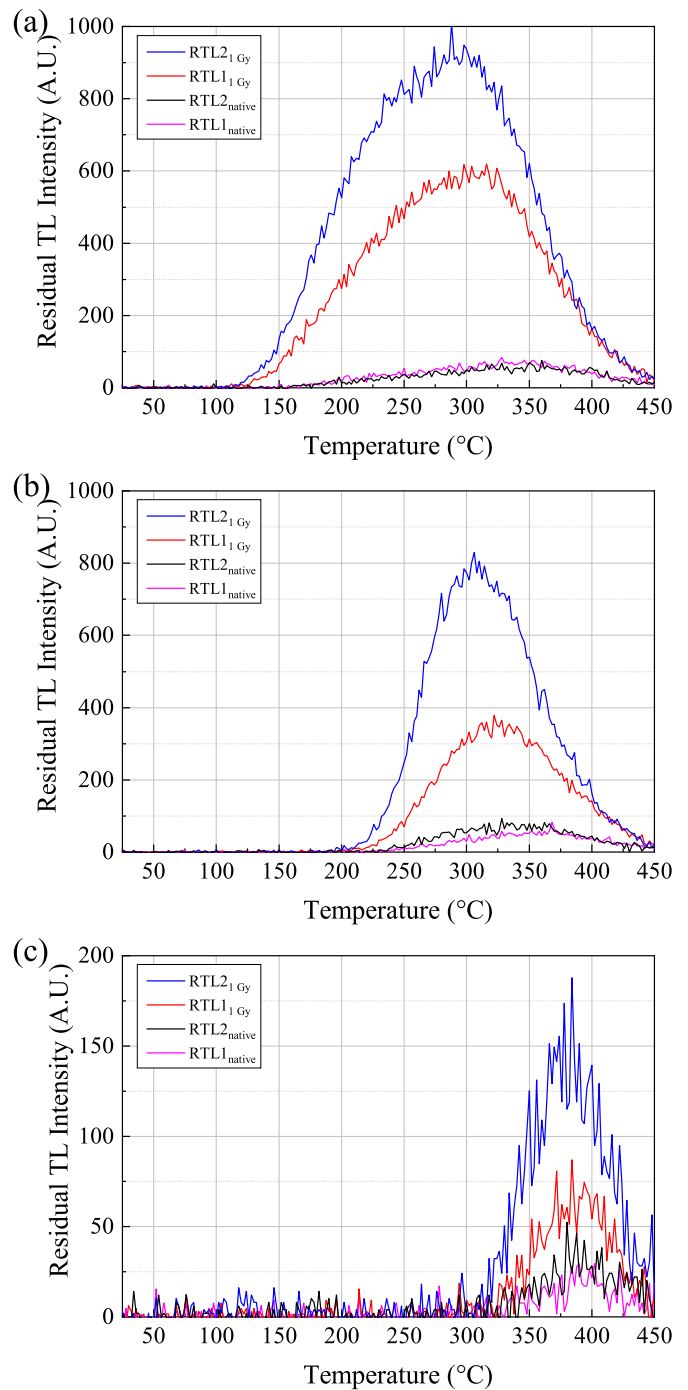 (a)
Residual TL Intensity (A.U.)
1000
800
600
400
200
0
RTL2 1 Gy
RTL1 1 Gy
RTL2 native
RTL1 native
50 100 150 200 250 300 350 400 450
Temperature (°C)
(b)
Residual TL Intensity (A.U.)
1000
800
600
400
200
0
RTL2 1 Gy
RTL1 1 Gy
RTL2 native
RTL1 native
50 100 150 200 250 300 350 400 450
Temperature (°C)
(c)
Residual TL Intensity (A.U.)
200
150
100
50
0
RTL2 1 Gy
RTL1 1 Gy
RTL2 native
RTL1 native
50 100 150 200 250 300 350 400 450
Temperature (°C)